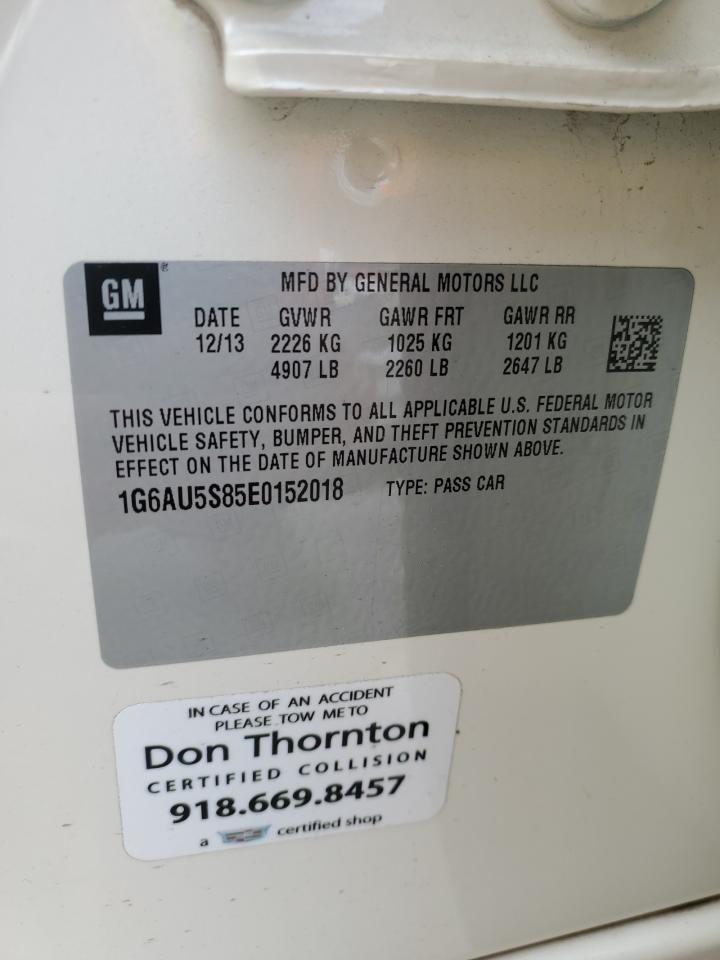 GM
®
MFD BY GENERAL MOTORS LLC
DATE GVWR GAWR FRT GAWR RR
12/13 2226 KG 1025 KG 1201 KG
4907 LB 2260 LB 2647 LB
THIS VEHICLE CONFORMS TO ALL APPLICABLE U.S. FEDERAL MOTOR
VEHICLE SAFETY, BUMPER, AND THEFT PREVENTION STANDARDS IN
EFFECT ON THE DATE OF MANUFACTURE SHOWN ABOVE.
1G6AU5S85E0152018 TYPE: PASS CAR
IN CASE OF AN ACCIDENT
PLEASE TOW ME TO
Don Thornton
CERTIFIED COLLISION
918.669.8457
a certified shop